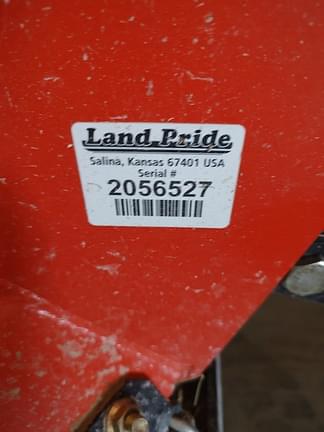 Land Pride
Salina, Kansas 67401 USA
Serial #
2056527